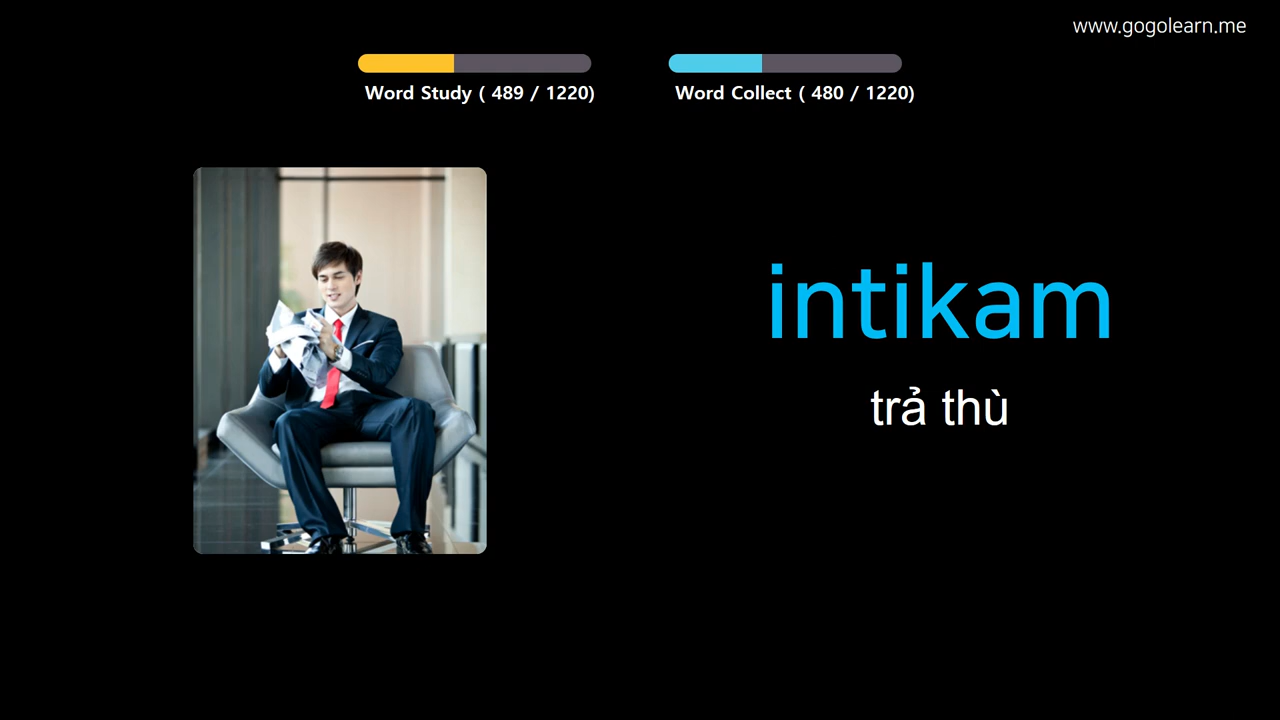 www.gogolearn.me
Word Study ( 489 / 1220)
Word Collect ( 480 / 1220)
intikam
trả thù